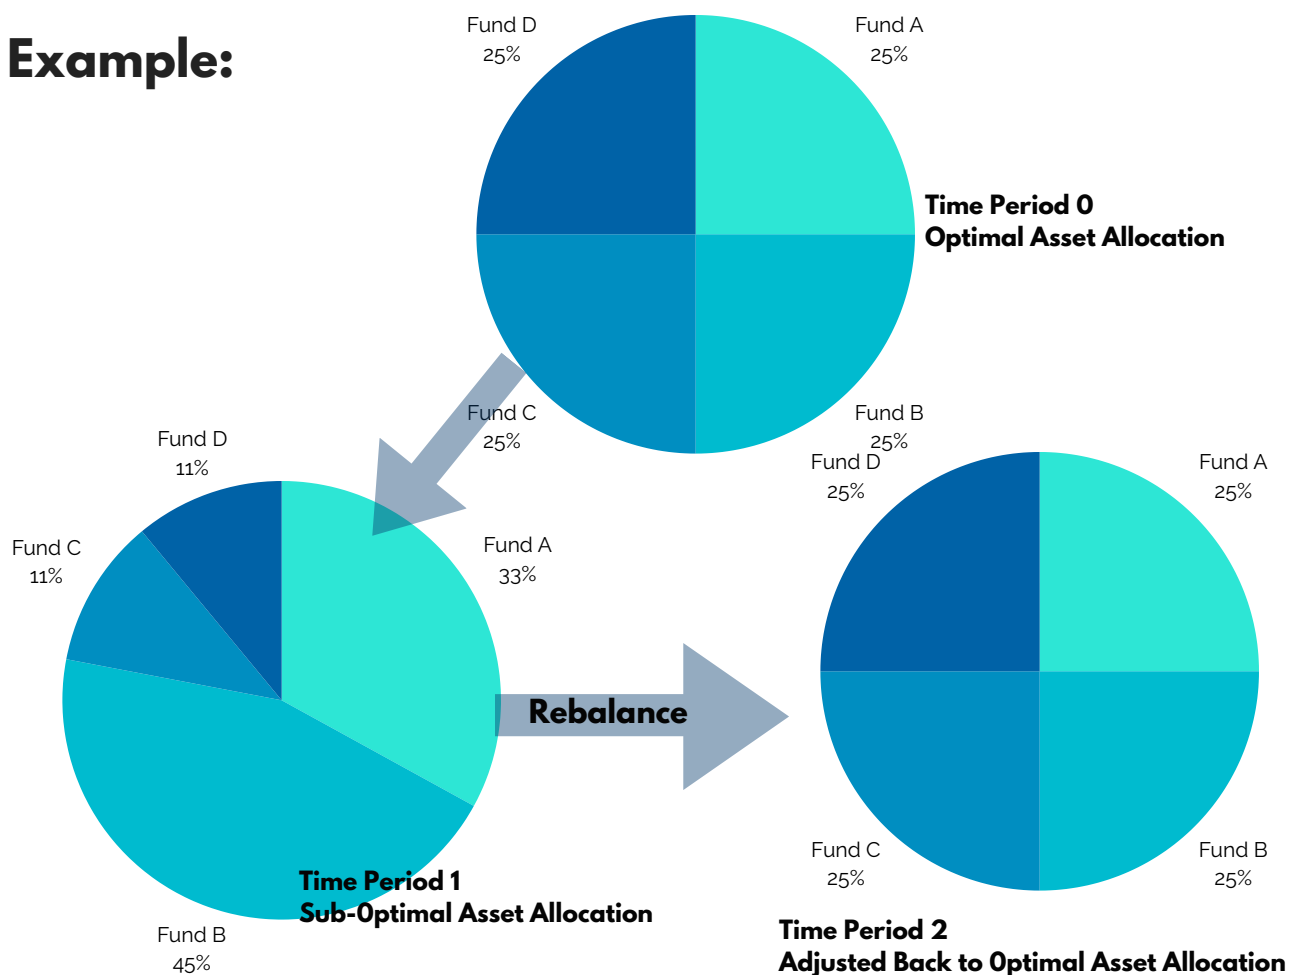 Example:
Fund D
25%
Fund A
25%
Time Period 0
Optimal Asset Allocation
Fund C
25%
Fund B
25%
Fund D
11%
Fund C
11%
Fund A
33%
Fund B
45%
Time Period 1
Sub-Optimal Asset Allocation
Rebalance
Fund D
25%
Fund A
25%
Fund C
25%
Fund B
25%
Time Period 2
Adjusted Back to Optimal Asset Allocation